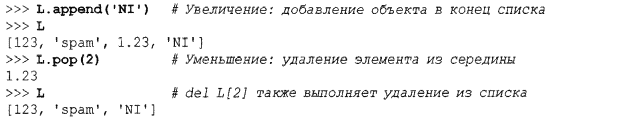 >>> L.append('NI')   # Увеличение: добавление объекта в конец списка
>>> L
[123, 'spam', 1.23, 'NI']
>>> L.pop(2)         # Уменьшение: удаление элемента из середины
1.23
>>> L                # del L[2] также выполняет удаление из списка
[123, 'spam', 'NI']